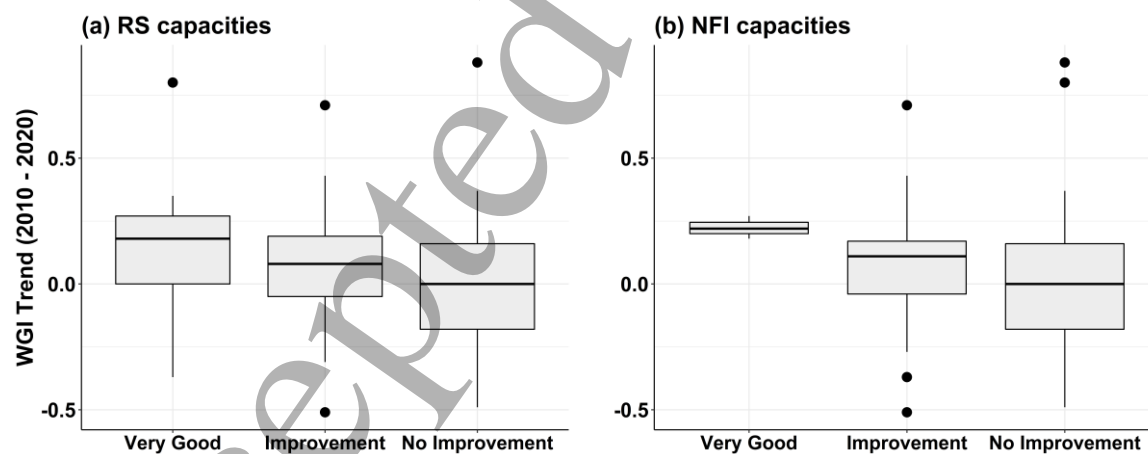 (a) RS capacities
(b) NFI capacities
WGI Trend (2010 - 2020)
0.5
0.0
-0.5
Very Good
Improvement
No Improvement
0.5
0.0
-0.5
Very Good
Improvement
No Improvement
epted